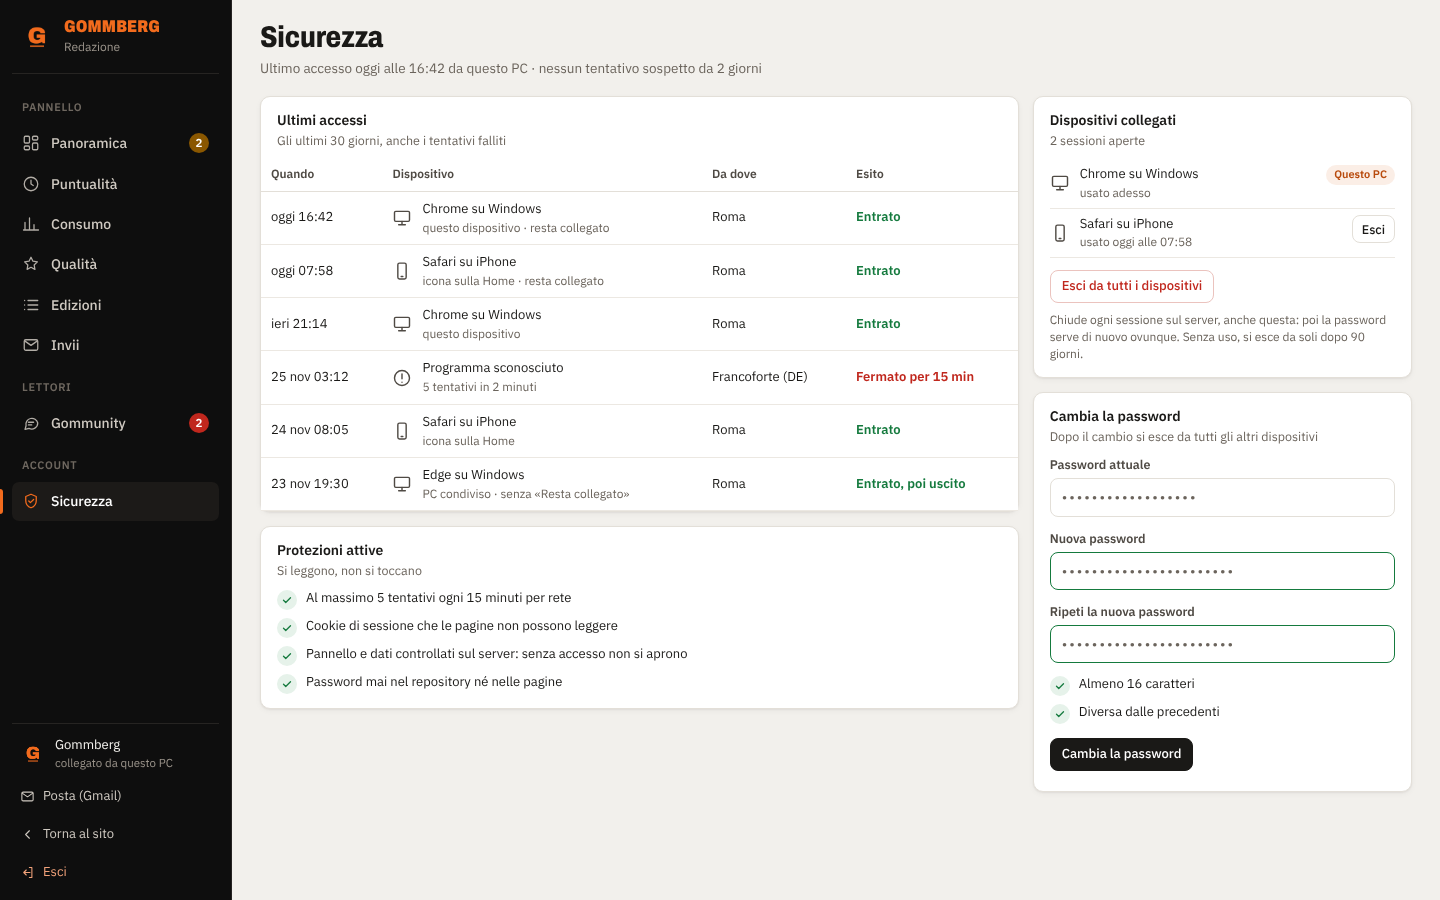 G
GOMMBERG
Redazione
PANNELLO
Panoramica 2
Puntualità
Consumo
Qualità
Edizioni
Invii
LETTORI
Gommunity 2
ACCOUNT
Sicurezza
G
Gommberg
collegato da questo PC
Posta (Gmail)
Torna al sito
Esci
Sicurezza
Ultimo accesso oggi alle 16:42 da questo PC · nessun tentativo sospetto da 2 giorni
Ultimi accessi
Gli ultimi 30 giorni, anche i tentativi falliti
Quando Dispositivo Da dove Esito
oggi 16:42 Chrome su Windows Roma Entrato
questo dispositivo · resta collegato
oggi 07:58 Safari su iPhone Roma Entrato
icona sulla Home · resta collegato
ieri 21:14 Chrome su Windows Roma Entrato
questo dispositivo
25 nov 03:12 Programma sconosciuto Francoforte (DE) Fermato per 15 min
5 tentativi in 2 minuti
24 nov 08:05 Safari su iPhone Roma Entrato
icona sulla Home
23 nov 19:30 Edge su Windows Roma Entrato, poi uscito
PC condiviso · senza «Resta collegato»
Protezioni attive
Si leggono, non si toccano
Al massimo 5 tentativi ogni 15 minuti per rete
Cookie di sessione che le pagine non possono leggere
Pannello e dati controllati sul server: senza accesso non si aprono
Password mai nel repository né nelle pagine
Dispositivi collegati
2 sessioni aperte
Chrome su Windows Questo PC
usato adesso
Safari su iPhone Esci
usato oggi alle 07:58
Esci da tutti i dispositivi
Chiude ogni sessione sul server, anche questa: poi la password
serve di nuovo ovunque. Senza uso, si esce da soli dopo 90
giorni.
Cambia la password
Dopo il cambio si esce da tutti gli altri dispositivi
Password attuale
••••••••••••••••••
Nuova password
•••••••••••••••••••••••
Ripeti la nuova password
•••••••••••••••••••••••
Almeno 16 caratteri
Diversa dalle precedenti
Cambia la password